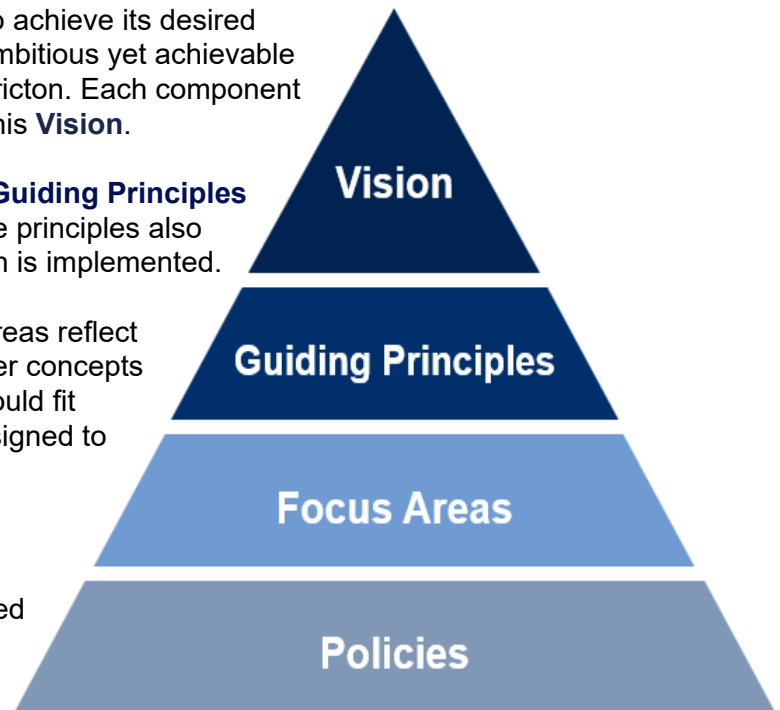 o achieve its desired
mbitious yet achievable
ricton. Each component
his Vision.
Guiding Principles
e principles also
n is implemented.
reas reflect
er concepts
ould fit
signed to
ed
Vision
Guiding Principles
Focus Areas
Policies